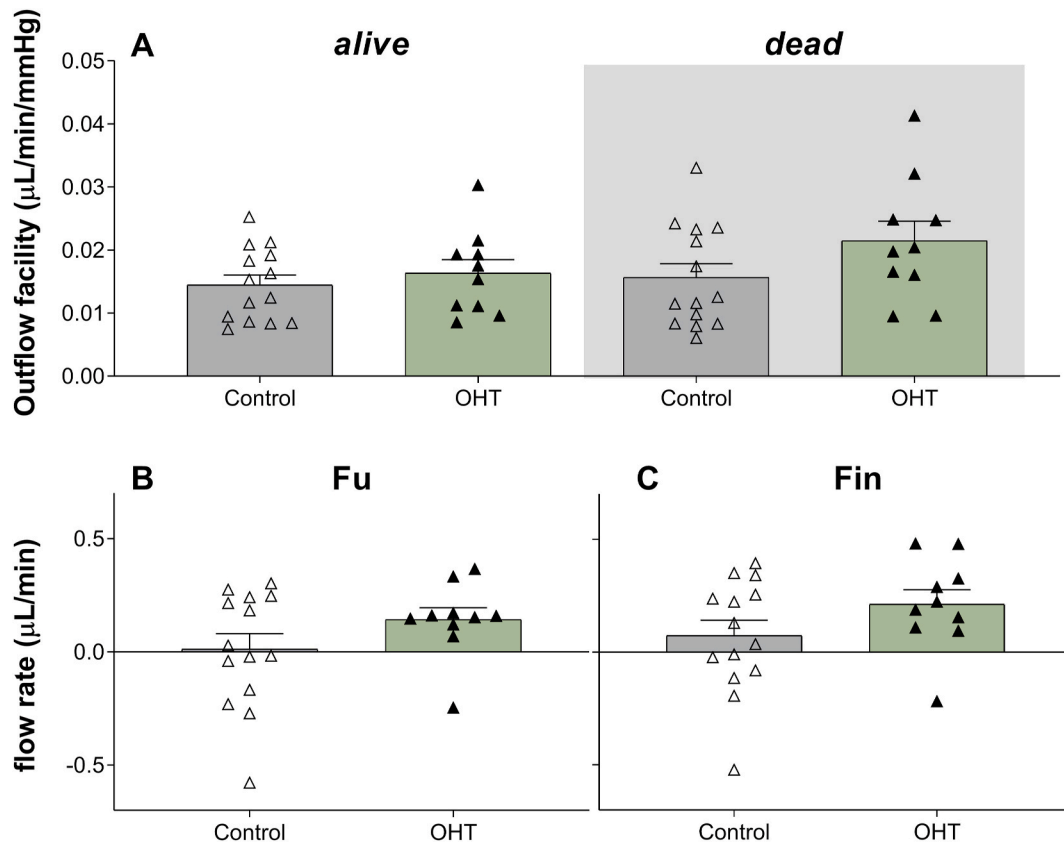 A
alive
dead
Outflow facility (μL/min/mmHg)
0.05
0.04
0.03
0.02
0.01
0.00
Control
OHT
Control
OHT
B
Fu
C
Fin
flow rate (μL/min)
0.5
0.0
-0.5
Control
OHT
Control
OHT